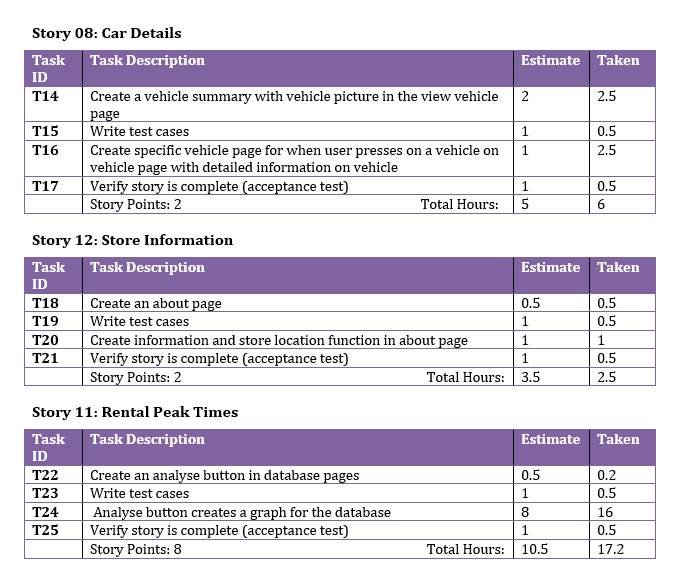 Story 08: Car Details
Task ID Task Description Estimate Taken
T14 Create a vehicle summary with vehicle picture in the view vehicle page 2 2.5
T15 Write test cases 1 0.5
T16 Create specific vehicle page for when user presses on a vehicle on vehicle page with detailed information on vehicle 1 2.5
T17 Verify story is complete (acceptance test) 1 0.5
Story Points: 2 Total Hours: 5 6
Story 12: Store Information
Task ID Task Description Estimate Taken
T18 Create an about page 0.5 0.5
T19 Write test cases 1 0.5
T20 Create information and store location function in about page 1 1
T21 Verify story is complete (acceptance test) 1 0.5
Story Points: 2 Total Hours: 3.5 2.5
Story 11: Rental Peak Times
Task ID Task Description Estimate Taken
T22 Create an analyse button in database pages 0.5 0.2
T23 Write test cases 1 0.5
T24 Analyse button creates a graph for the database 8 16
T25 Verify story is complete (acceptance test) 1 0.5
Story Points: 8 Total Hours: 10.5 17.2